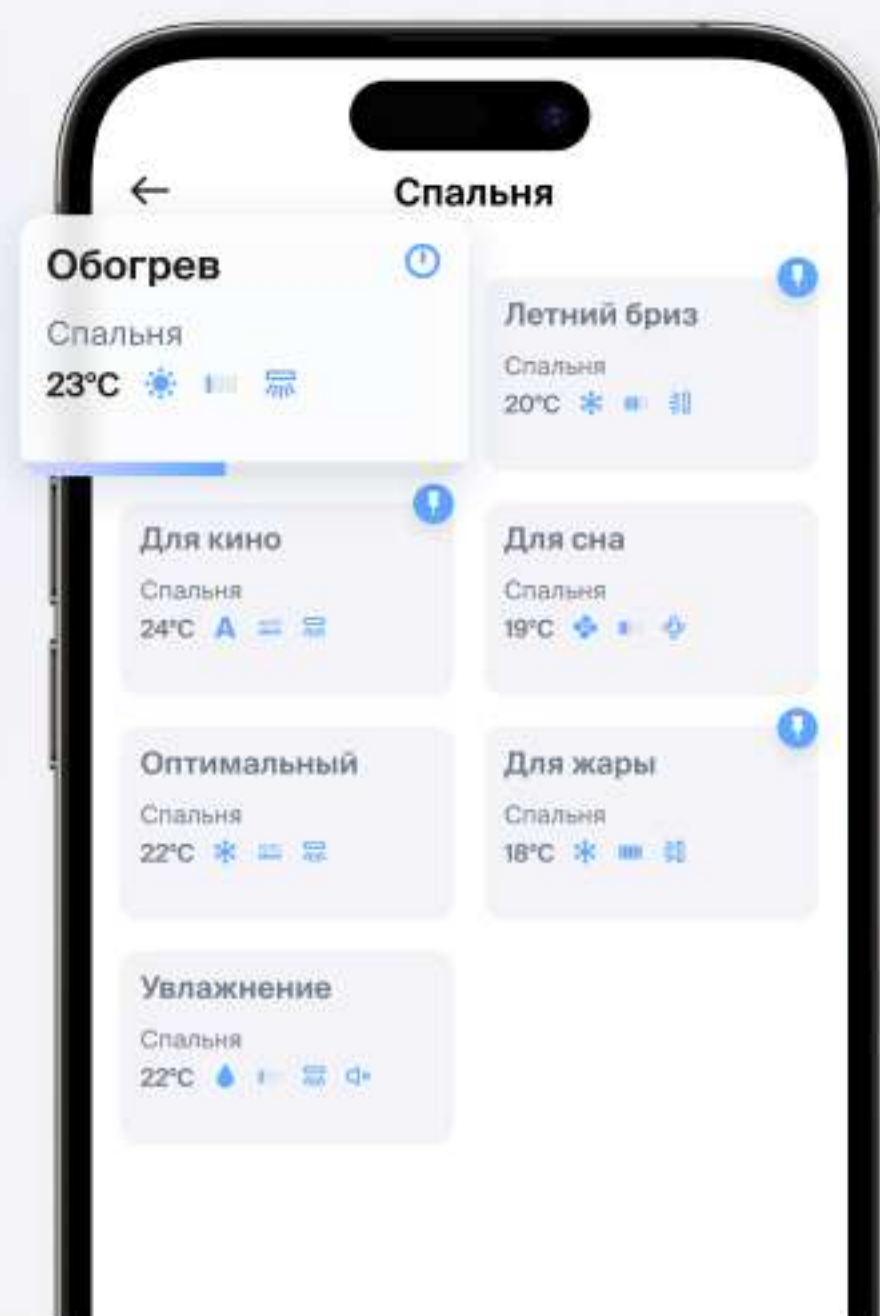 Спальня
Обогрев
Спальня
23°C
Летний бриз
Спальня
20°C
Для кино
Спальня
24°C A
Для сна
Спальня
19°C
Оптимальный
Спальня
22°C
Для жары
Спальня
18°C
Увлажнение
Спальня
22°C